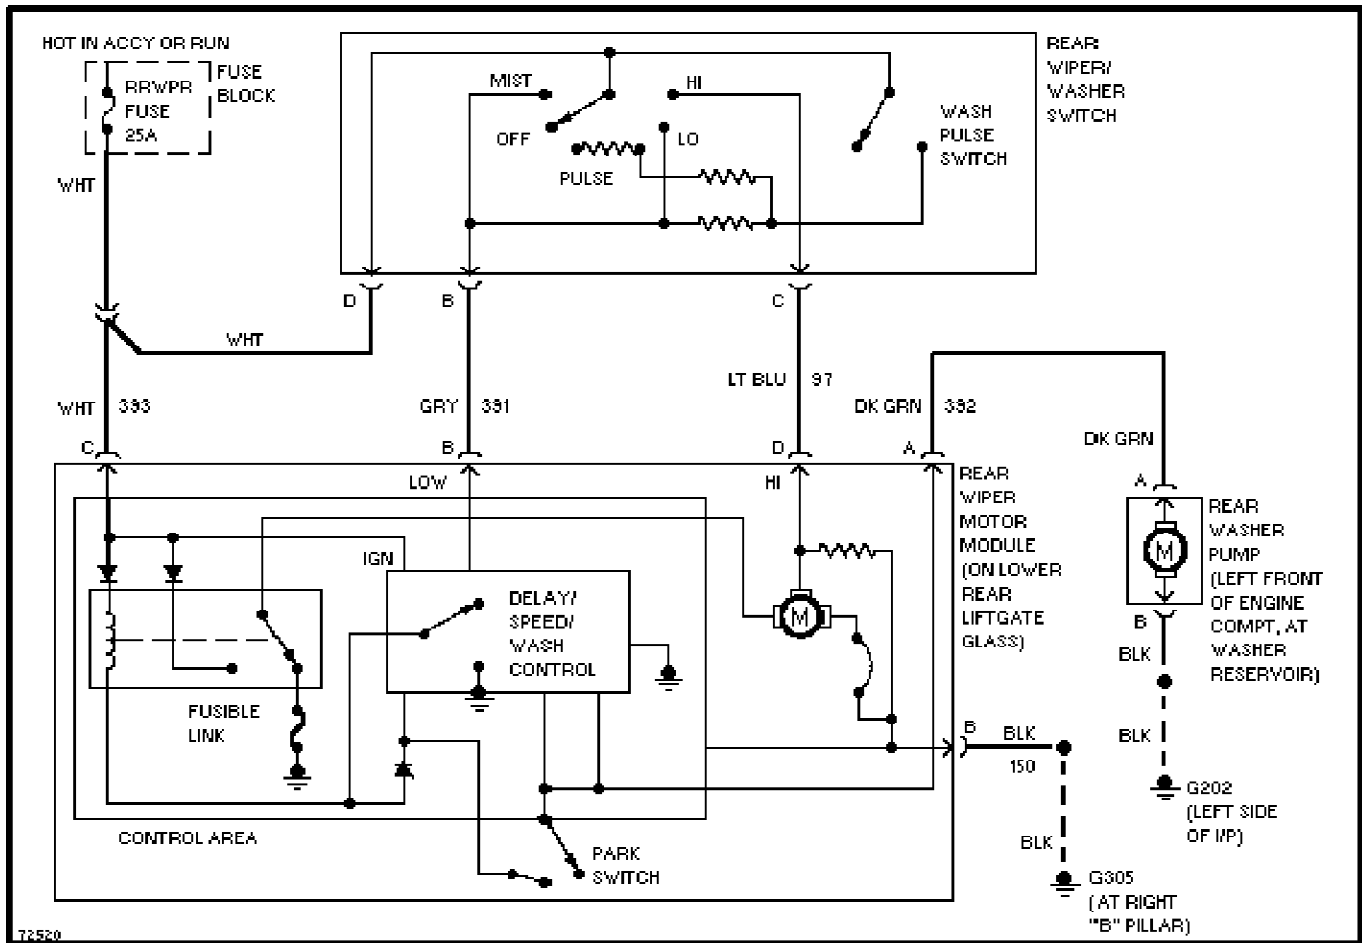 HOT IN ACCY OR RUN
RRWPR
FUSE
25A
FUSE
BLOCK
WHT
MIST
HI
OFF
LO
PULSE
WASH
PULSE
SWITCH
REAR
WIPER/
WASHER
SWITCH
D
B
C
WHT
WHT
393
GRY
391
LT BLU
97
DK GRN
392
DK GRN
C
B
D
A
A
LOW
HI
REAR
WIPER
MOTOR
MODULE
(ON LOWER
REAR
LIFTGATE
GLASS)
IGN
DELAY/
SPEED/
WASH
CONTROL
M
M
REAR
WASHER
PUMP
(LEFT FRONT
OF ENGINE
COMPT, AT
WASHER
RESERVOIR)
B
BLK
BLK
G202
(LEFT SIDE
OF I/P)
FUSIBLE
LINK
B
BLK
150
BLK
G305
(AT RIGHT
"B" PILLAR)
CONTROL AREA
PARK
SWITCH
72520